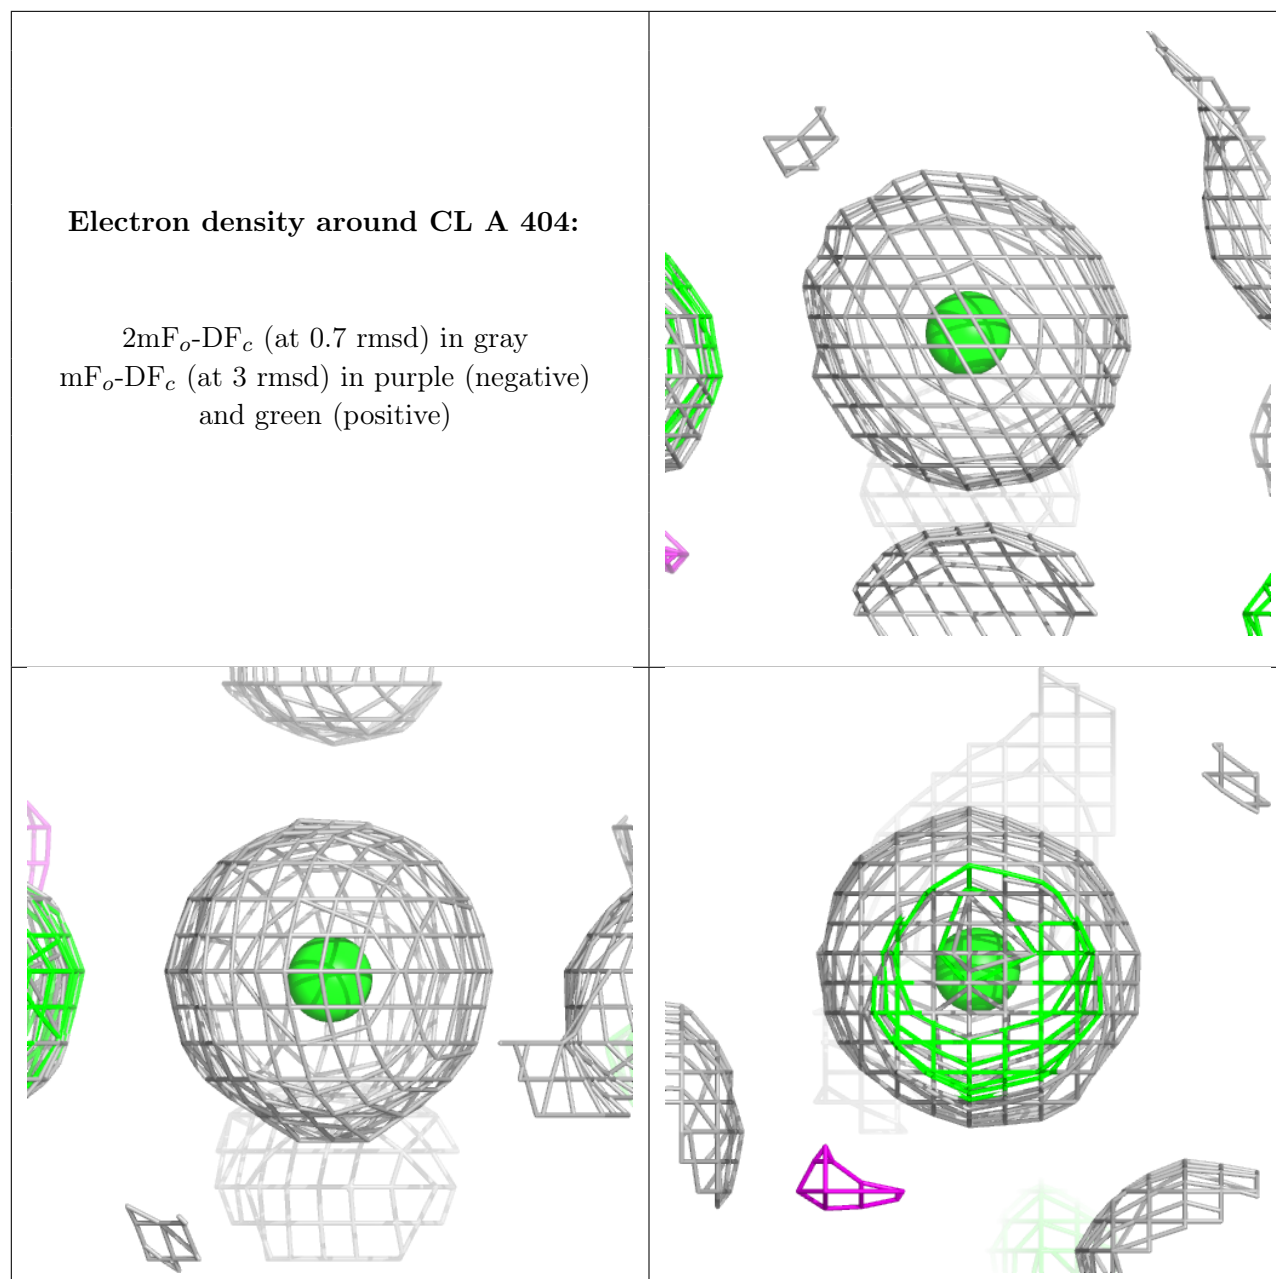 Electron density around CL A 404:
2mFo-DFc (at 0.7 rmsd) in gray
mFo-DFc (at 3 rmsd) in purple (negative)
and green (positive)